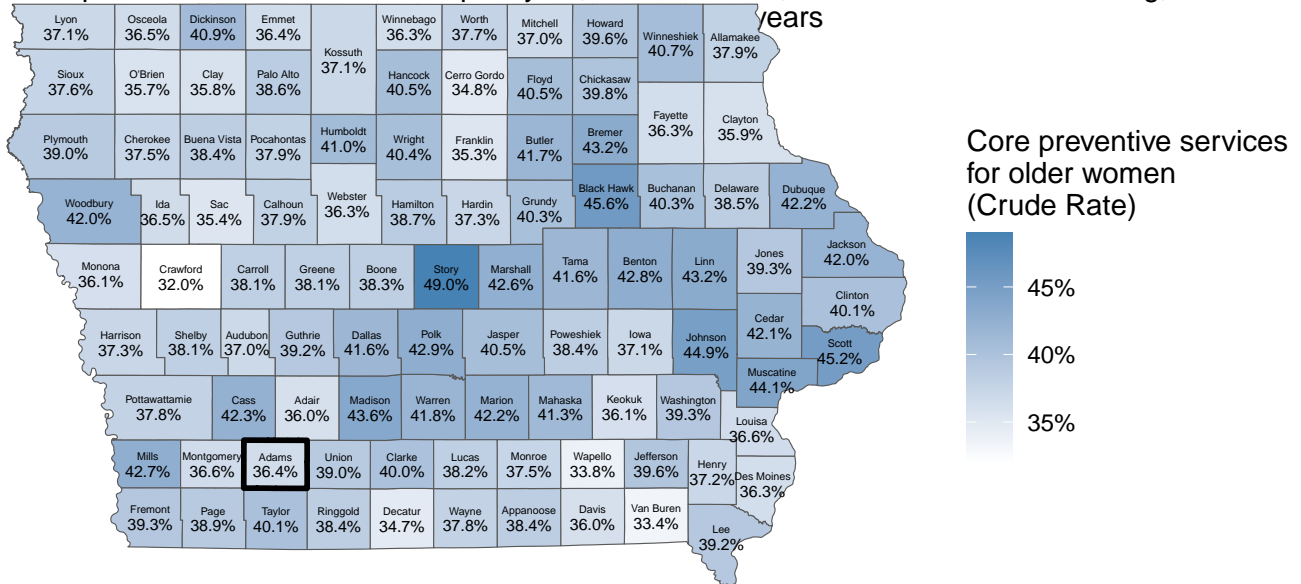 years
Lyon
37.1%
Osceola
36.5%
Dickinson
40.9%
Emmet
36.4%
Kossuth
37.1%
Winnebago
36.3%
Worth
37.7%
Mitchell
37.0%
Howard
39.6%
Winneshiek
40.7%
Allamakee
37.9%
Sioux
37.6%
O'Brien
35.7%
Clay
35.8%
Palo Alto
38.6%
Hancock
40.5%
Cerro Gordo
34.8%
Floyd
40.5%
Chickasaw
39.8%
Fayette
36.3%
Clayton
35.9%
Plymouth
39.0%
Cherokee
37.5%
Buena Vista
38.4%
Pocahontas
37.9%
Humboldt
41.0%
Wright
40.4%
Franklin
35.3%
Butler
41.7%
Bremer
43.2%
Woodbury
42.0%
Ida
36.5%
Sac
35.4%
Calhoun
37.9%
Webster
36.3%
Hamilton
38.7%
Hardin
37.3%
Grundy
40.3%
Black Hawk
45.6%
Buchanan
40.3%
Delaware
38.5%
Dubuque
42.2%
Monona
36.1%
Crawford
32.0%
Carroll
38.1%
Greene
38.1%
Boone
38.3%
Story
49.0%
Marshall
42.6%
Tama
41.6%
Benton
42.8%
Linn
43.2%
Jones
39.3%
Jackson
42.0%
Clinton
40.1%
Harrison
37.3%
Shelby
38.1%
Audubon
37.0%
Guthrie
39.2%
Dallas
41.6%
Polk
42.9%
Jasper
40.5%
Poweshiek
38.4%
Iowa
37.1%
Johnson
44.9%
Cedar
42.1%
Scott
45.2%
Muscatine
44.1%
Pottawattamie
37.8%
Cass
42.3%
Adair
36.0%
Madison
43.6%
Warren
41.8%
Marion
42.2%
Mahaska
41.3%
Keokuk
36.1%
Washington
39.3%
Louisa
36.6%
Mills
42.7%
Montgomery
36.6%
Adams
36.4%
Union
39.0%
Clarke
40.0%
Lucas
38.2%
Monroe
37.5%
Wapello
33.8%
Jefferson
39.6%
Henry
37.2%
Des Moines
36.3%
Fremont
39.3%
Page
38.9%
Taylor
40.1%
Ringgold
38.4%
Decatur
34.7%
Wayne
37.8%
Appanoose
38.4%
Davis
36.0%
Van Buren
33.4%
Lee
39.2%
Core preventive services
for older women
(Crude Rate)
45%
40%
35%